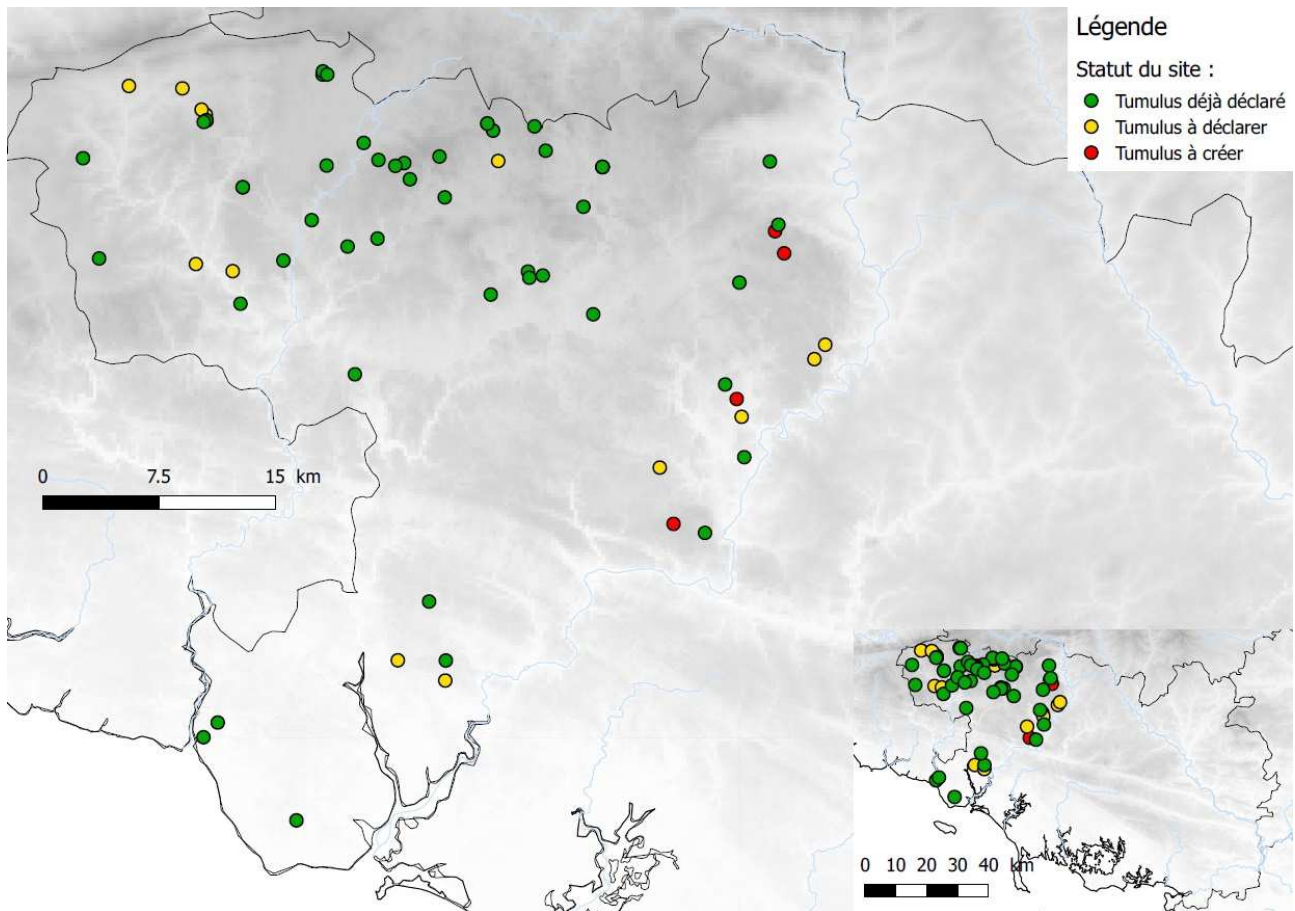 Légende
Statut du site :
Tumulus déjà déclaré
Tumulus à déclarer
Tumulus à créer
0 7.5 15 km
0 10 20 30 40 km